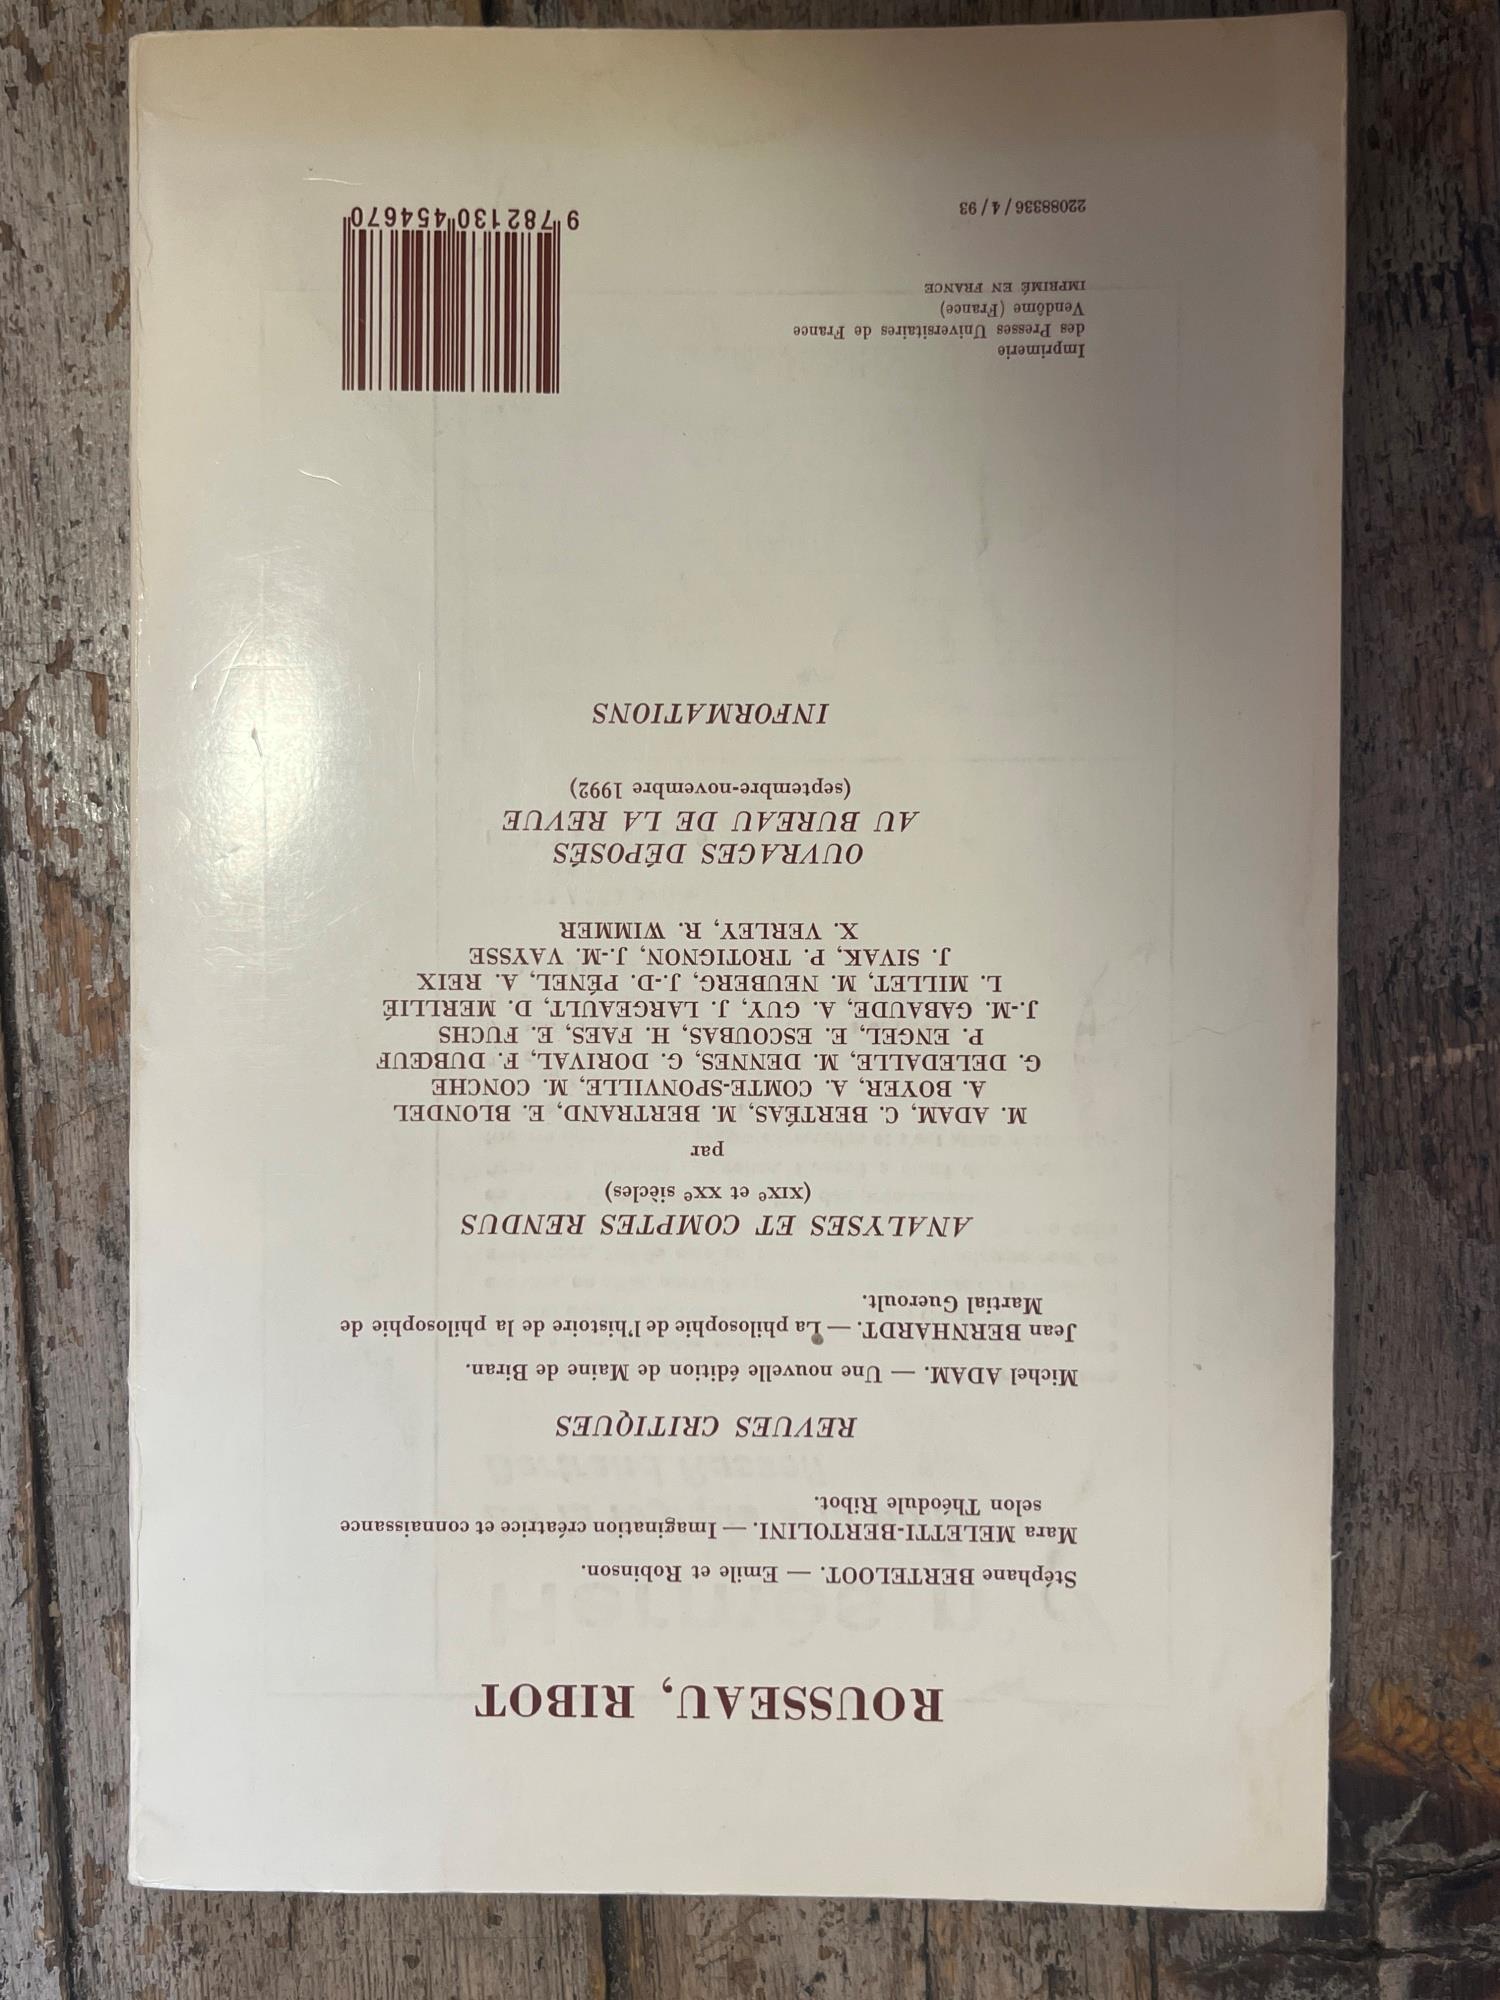 ROUSSEAU, RIBOT
Stéphane BERTELOOT. — Emile et Robinson.
Mara MELETTI-BERTOLINI. — Imagination créatrice et connaissance
selon Théodule Ribot.
REVUES CRITIQUES
Michel ADAM. — Une nouvelle édition de Maine de Biran.
Jean BERNHARDT. — La philosophie de l'histoire de la philosophie de
Martial Gueroult.
ANALYSES ET COMPTES RENDUS
(XIXe et XXe siècles)
par
M. ADAM, C. BERTÉAS, M. BERTRAND, E. BLONDEL
A. BOYER, A. COMTE-SPONVILLE, M. CONCHE
G. DELEDALLE, M. DENNES, G. DORIVAL, F. DUBŒUF
P. ENGEL, E. ESCOUBAS, H. FAES, E. FUCHS
J.-M. GABAUDE, A. GUY, J. LARGEAULT, D. MERLLIÉ
L. MILLET, M. NEUBERG, J.-D. PÉNEL, A. REIX
J. SIVAK, P. TROTIGNON, J.-M. VAYSSE
X. VERLEY, R. WIMMER
OUVRAGES DÉPOSÉS
AU BUREAU DE LA REVUE
(septembre-novembre 1992)
INFORMATIONS
Imprimerie
des Presses Universitaires de France
Vendôme (France)
IMPRIMÉ EN FRANCE
22088336 / 4 / 93
9 782130 454670